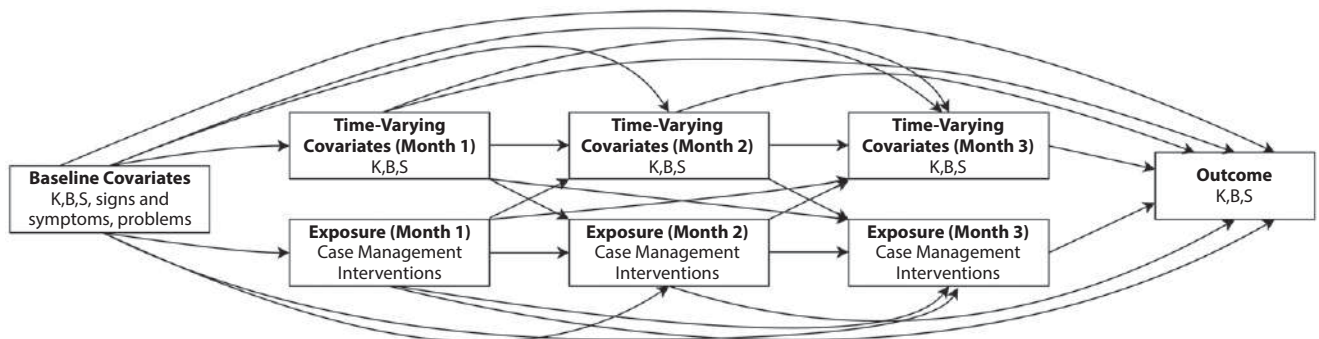 Time-Varying
Covariates (Month 1)
K,B,S
Time-Varying
Covariates (Month 2)
K,B,S
Time-Varying
Covariates (Month 3)
K,B,S
Baseline Covariates
K,B,S, signs and
symptoms, problems
Outcome
K,B,S
Exposure (Month 1)
Case Management
Interventions
Exposure (Month 2)
Case Management
Interventions
Exposure (Month 3)
Case Management
Interventions